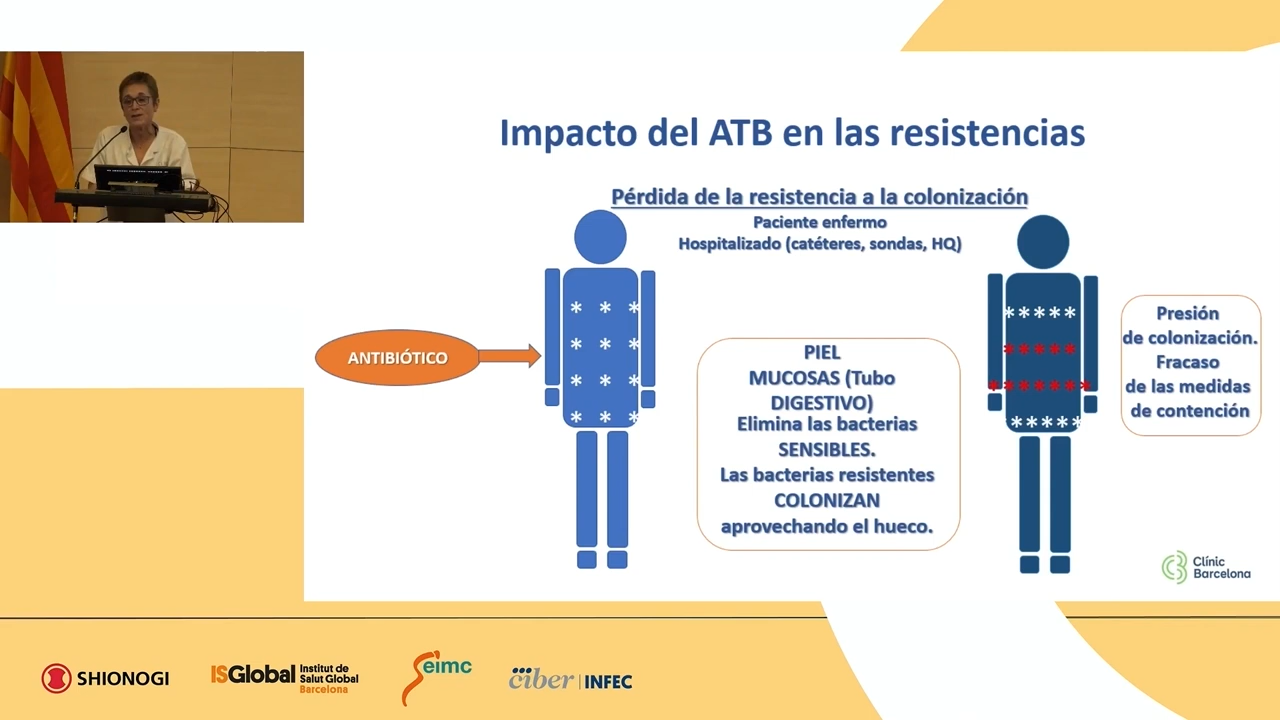 Impacto del ATB en las resistencias
Pérdida de la resistencia a la colonización
Paciente enfermo
Hospitalizado (catéteres, sondas, HQ)
ANTIBIÓTICO
* * *
* * *
* * *
* * *
PIEL
MUCOSAS (Tubo
DIGESTIVO)
Elimina las bacterias
SENSIBLES.
Las bacterias resistentes
COLONIZAN
aprovechando el hueco.
*****
*****
*******
*****
Presión
de colonización.
Fracaso
de las medidas
de contención
Clínic
Barcelona
SHIONOGI
ISGlobal
Institut de
Salut Global
Barcelona
Seimc
ciber | INFEC